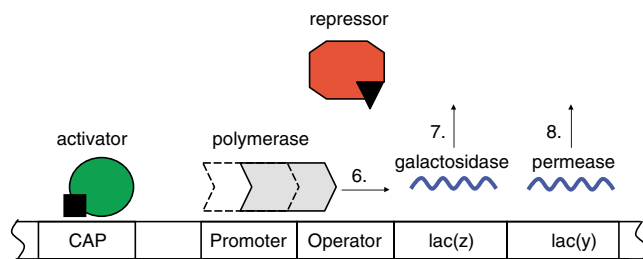 repressor
activator
polymerase
7.
8.
6.
galactosidase
permease
CAP
Promoter
Operator
lac(z)
lac(y)